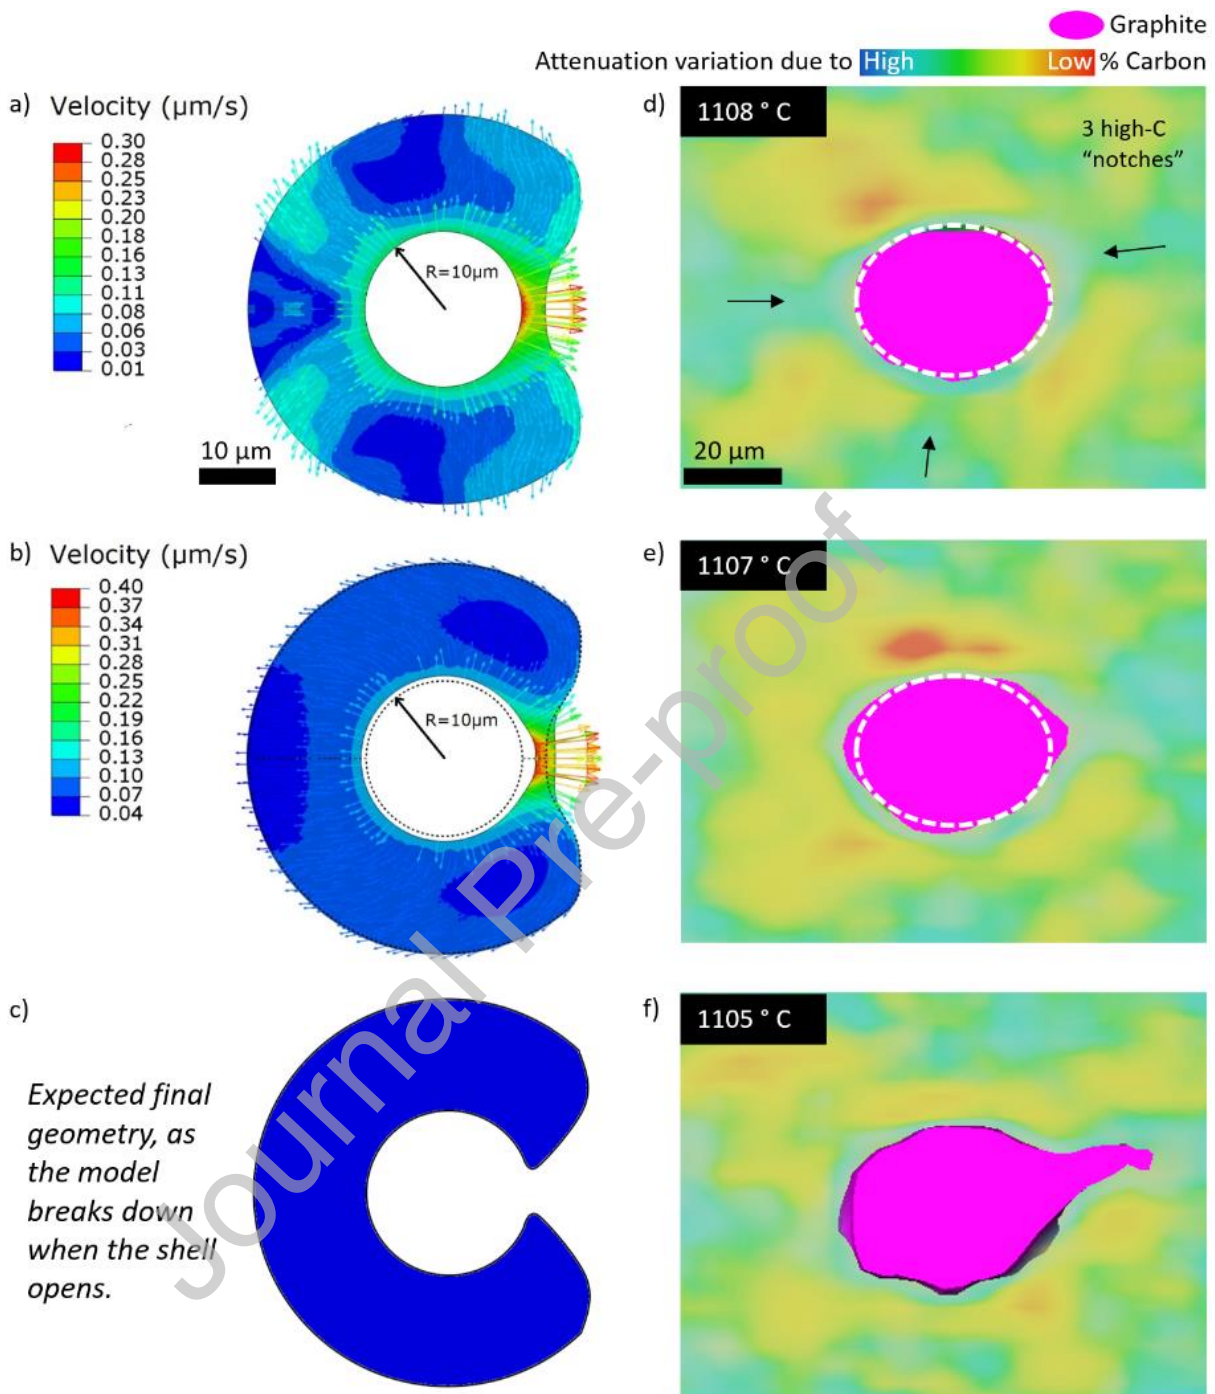 Graphite
Attenuation variation due to High Low % Carbon
a) Velocity (μm/s)
0.30
0.28
0.25
0.23
0.20
0.18
0.16
0.13
0.11
0.08
0.06
0.03
0.01
R=10μm
10 μm
d)
1108 ° C
3 high-C
"notches"
20 μm
b) Velocity (μm/s)
0.40
0.37
0.34
0.31
0.28
0.25
0.22
0.19
0.16
0.13
0.10
0.07
0.04
R=10μm
e)
1107 ° C
c)
Expected final
geometry, as
the model
breaks down
when the shell
opens.
f)
1105 ° C
Journal Pre-proof